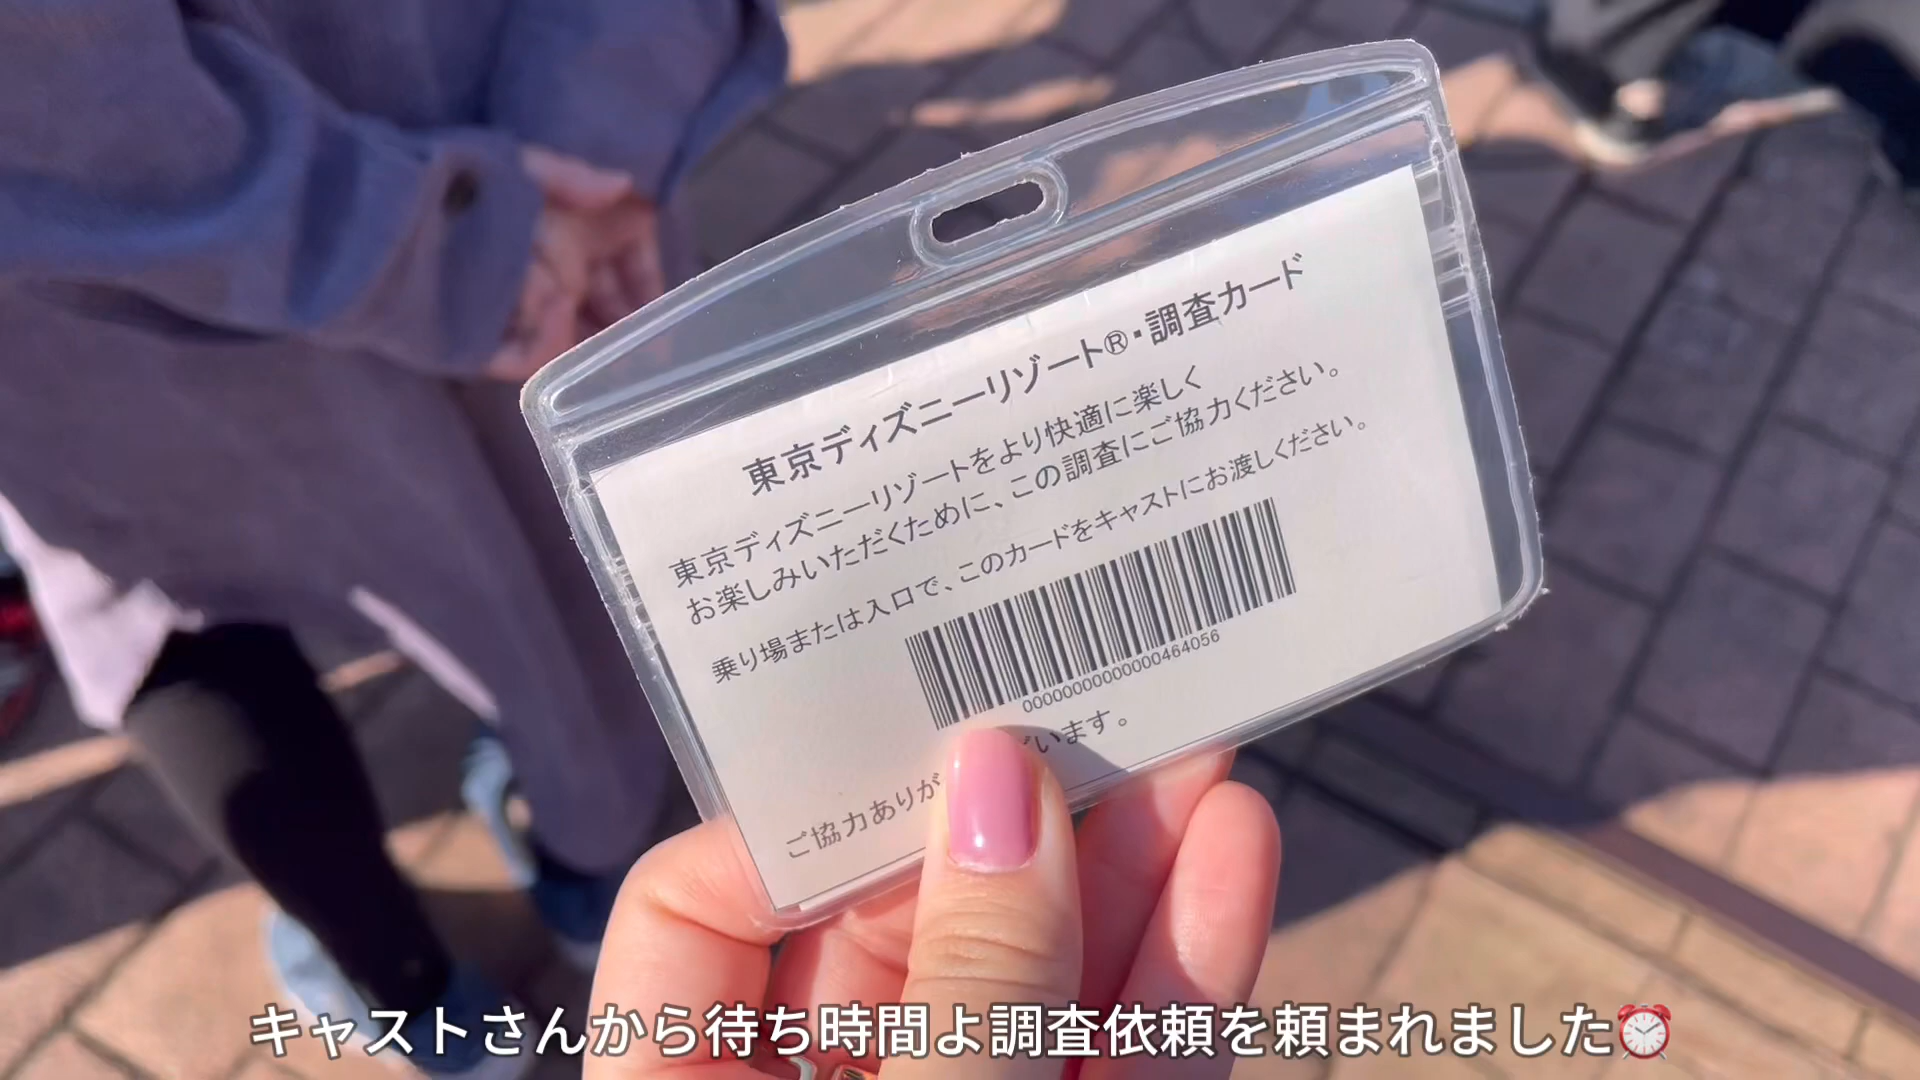 東京ディズニーリゾート®・調査カード
東京ディズニーリゾートをより快適に楽しく
お楽しみいただくために、この調査にご協力ください。
乗り場または入口で、このカードをキャストにお渡しください。
00000000000000464056
ご協力ありが ざいます。
キャストさんから待ち時間よ調査依頼を頼まれました⏰